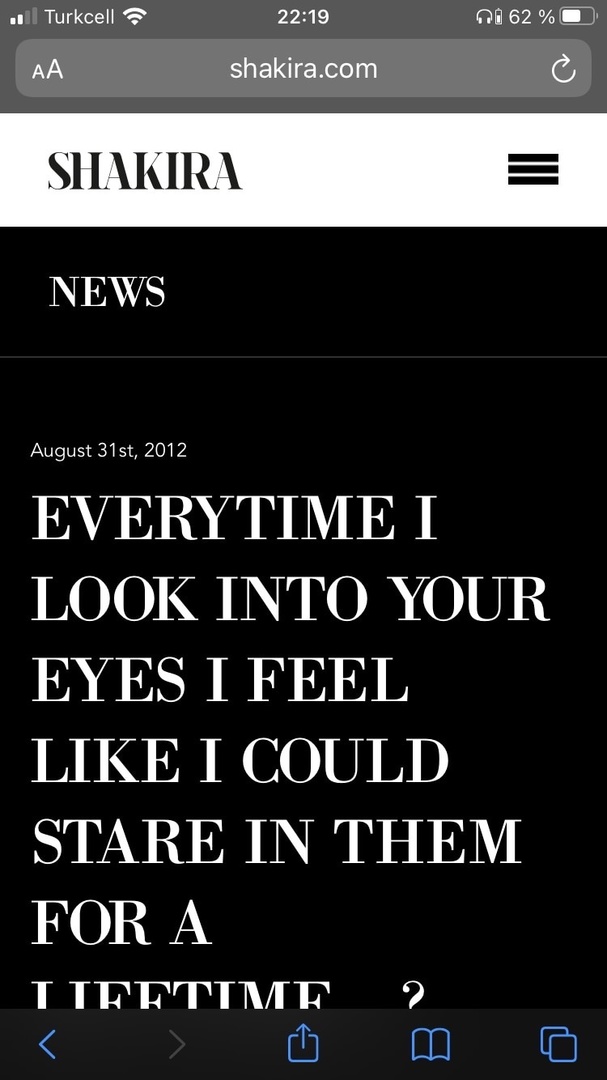 Turkcell 22:19 62 %
AA shakira.com
SHAKIRA
NEWS
August 31st, 2012
EVERYTIME I
LOOK INTO YOUR
EYES I FEEL
LIKE I COULD
STARE IN THEM
FOR A
LIFETIME ?